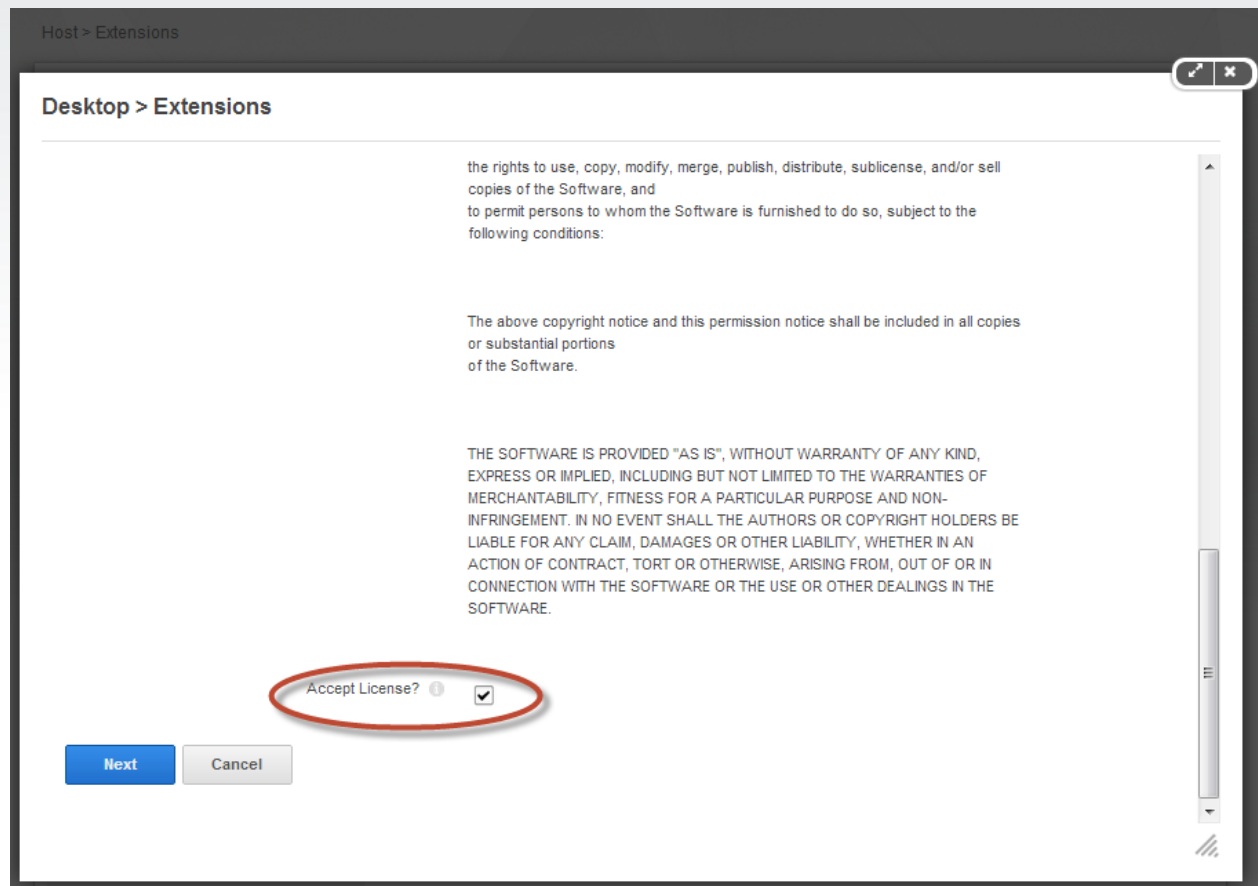 Host > Extensions
Desktop > Extensions
the rights to use, copy, modify, merge, publish, distribute, sublicense, and/or sell
copies of the Software, and
to permit persons to whom the Software is furnished to do so, subject to the
following conditions:
The above copyright notice and this permission notice shall be included in all copies
or substantial portions
of the Software.
THE SOFTWARE IS PROVIDED "AS IS", WITHOUT WARRANTY OF ANY KIND,
EXPRESS OR IMPLIED, INCLUDING BUT NOT LIMITED TO THE WARRANTIES OF
MERCHANTABILITY, FITNESS FOR A PARTICULAR PURPOSE AND NON-
INFRINGEMENT. IN NO EVENT SHALL THE AUTHORS OR COPYRIGHT HOLDERS BE
LIABLE FOR ANY CLAIM, DAMAGES OR OTHER LIABILITY, WHETHER IN AN
ACTION OF CONTRACT, TORT OR OTHERWISE, ARISING FROM, OUT OF OR IN
CONNECTION WITH THE SOFTWARE OR THE USE OR OTHER DEALINGS IN THE
SOFTWARE.
Accept License?
Next Cancel